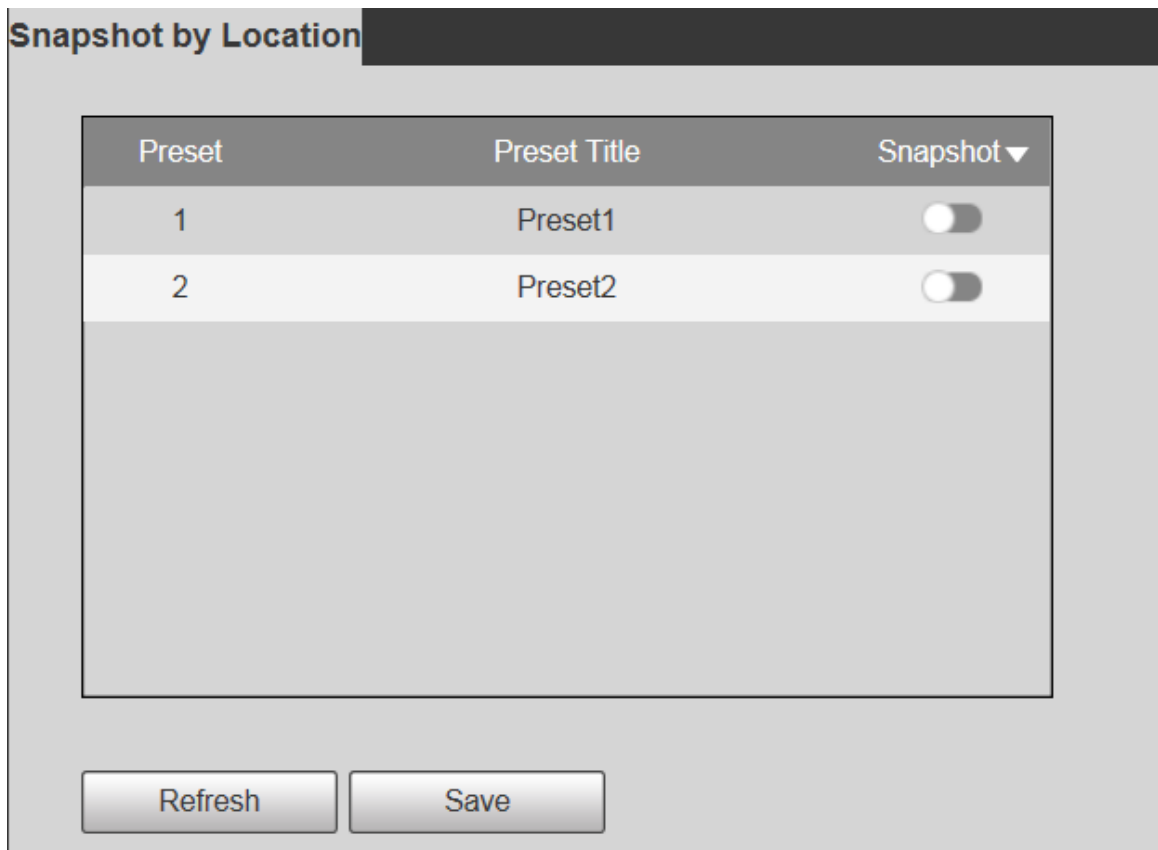 Snapshot by Location
Preset Preset Title Snapshot
1 Preset1
2 Preset2
Refresh Save